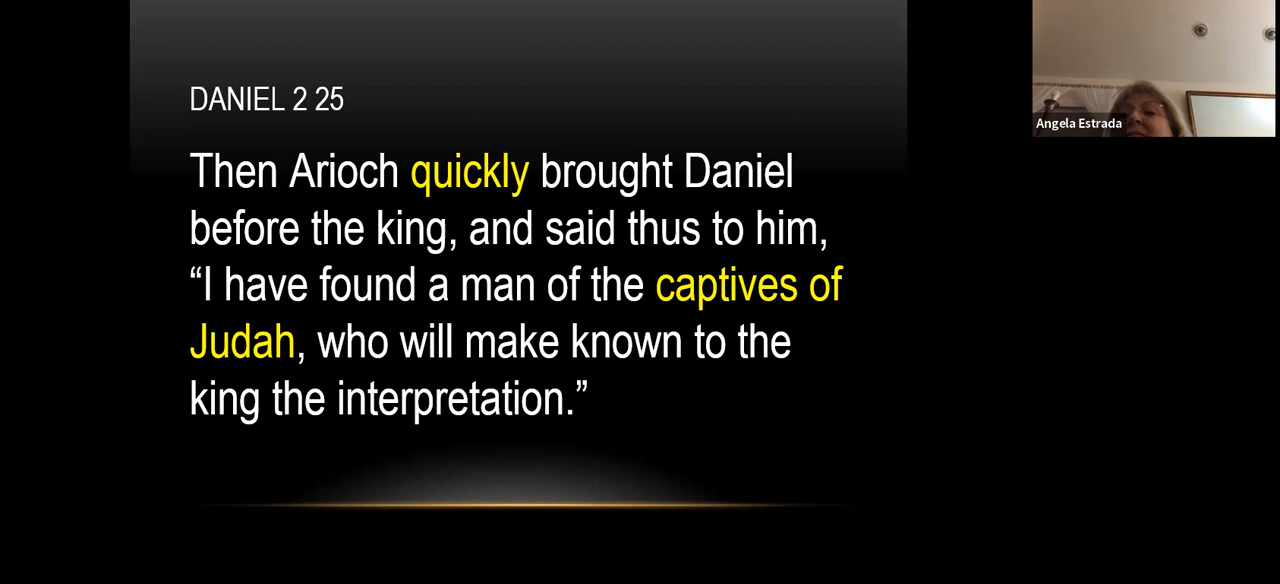 DANIEL 2 25
Then Arioch quickly brought Daniel
before the king, and said thus to him,
“I have found a man of the captives of
Judah, who will make known to the
king the interpretation.”
Angela Estrada